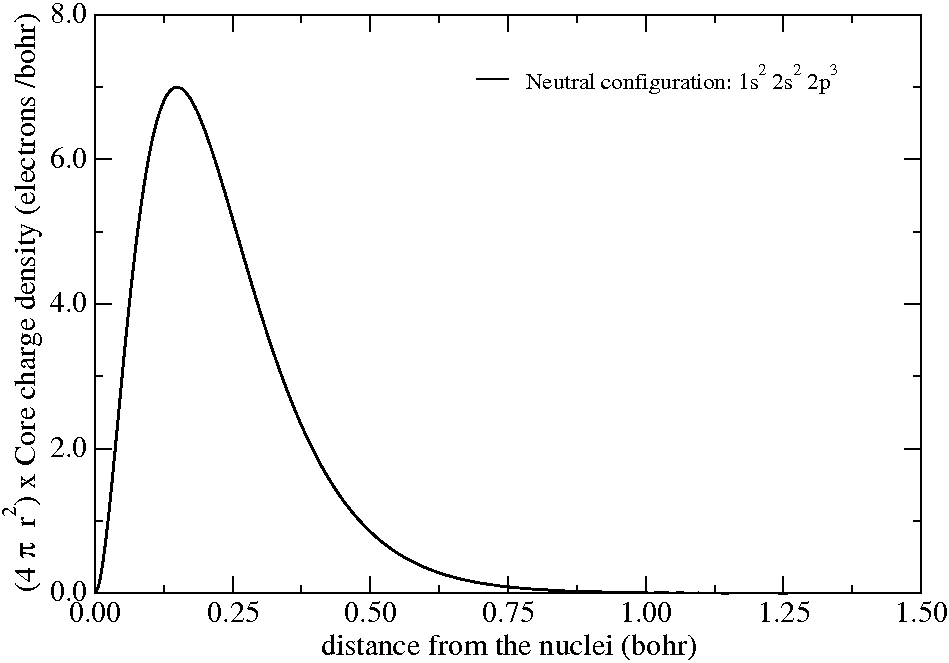 (4 π r²) x Core charge density (electrons /bohr)
8.0
6.0
4.0
2.0
0.0
Neutral configuration: 1s² 2s² 2p³
0.00 0.25 0.50 0.75 1.00 1.25 1.50
distance from the nuclei (bohr)